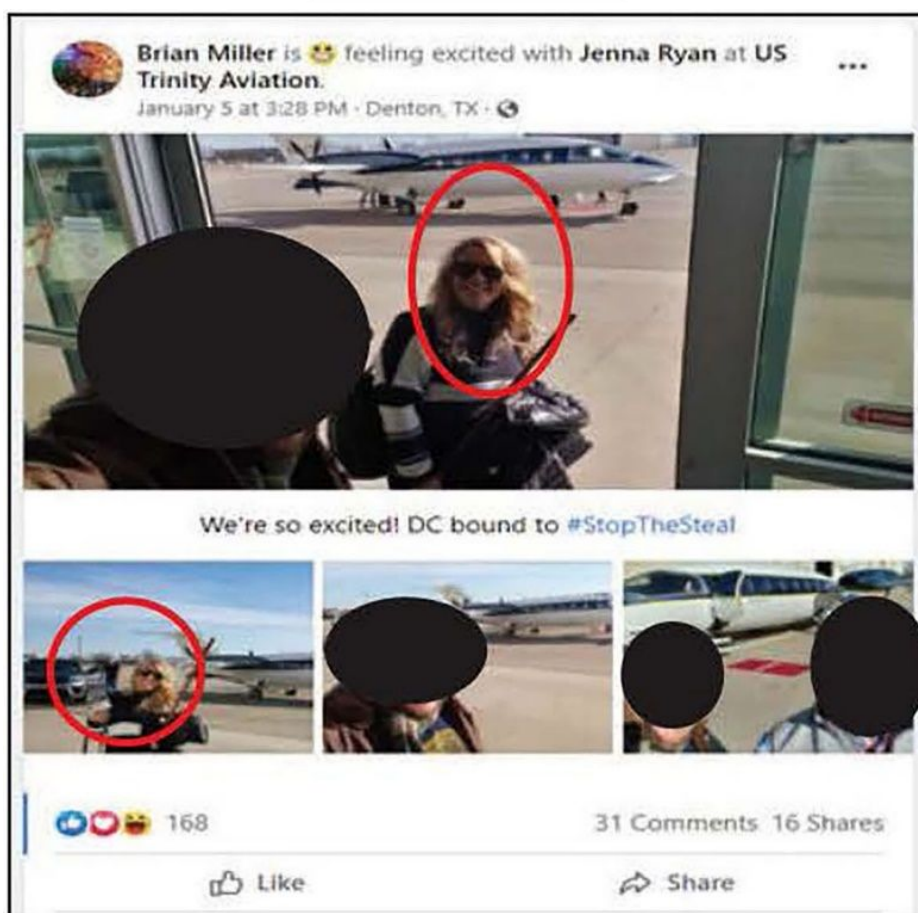 Brian Miller is feeling excited with Jenna Ryan at US
Trinity Aviation.
January 5 at 3:28 PM · Denton, TX ·
We're so excited! DC bound to #StopTheSteal
168
31 Comments 16 Shares
Like
Share